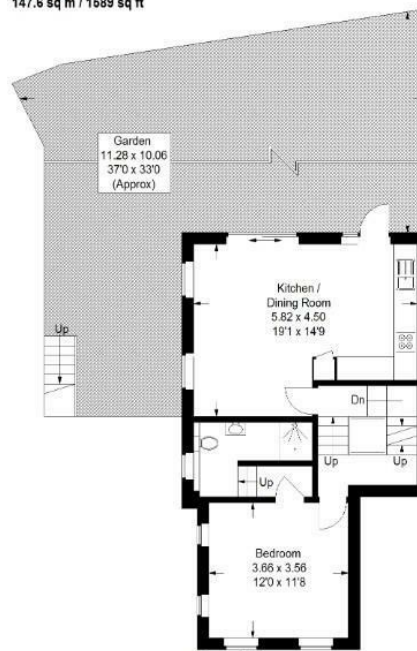 147.6 sq m / 1589 sq ft
Garden
11.28 x 10.06
37'0 x 33'0
(Approx)
Kitchen /
Dining Room
5.82 x 4.50
19'1 x 14'9
Up
Dn
Up
Up
Up
Bedroom
3.66 x 3.56
12'0 x 11'8